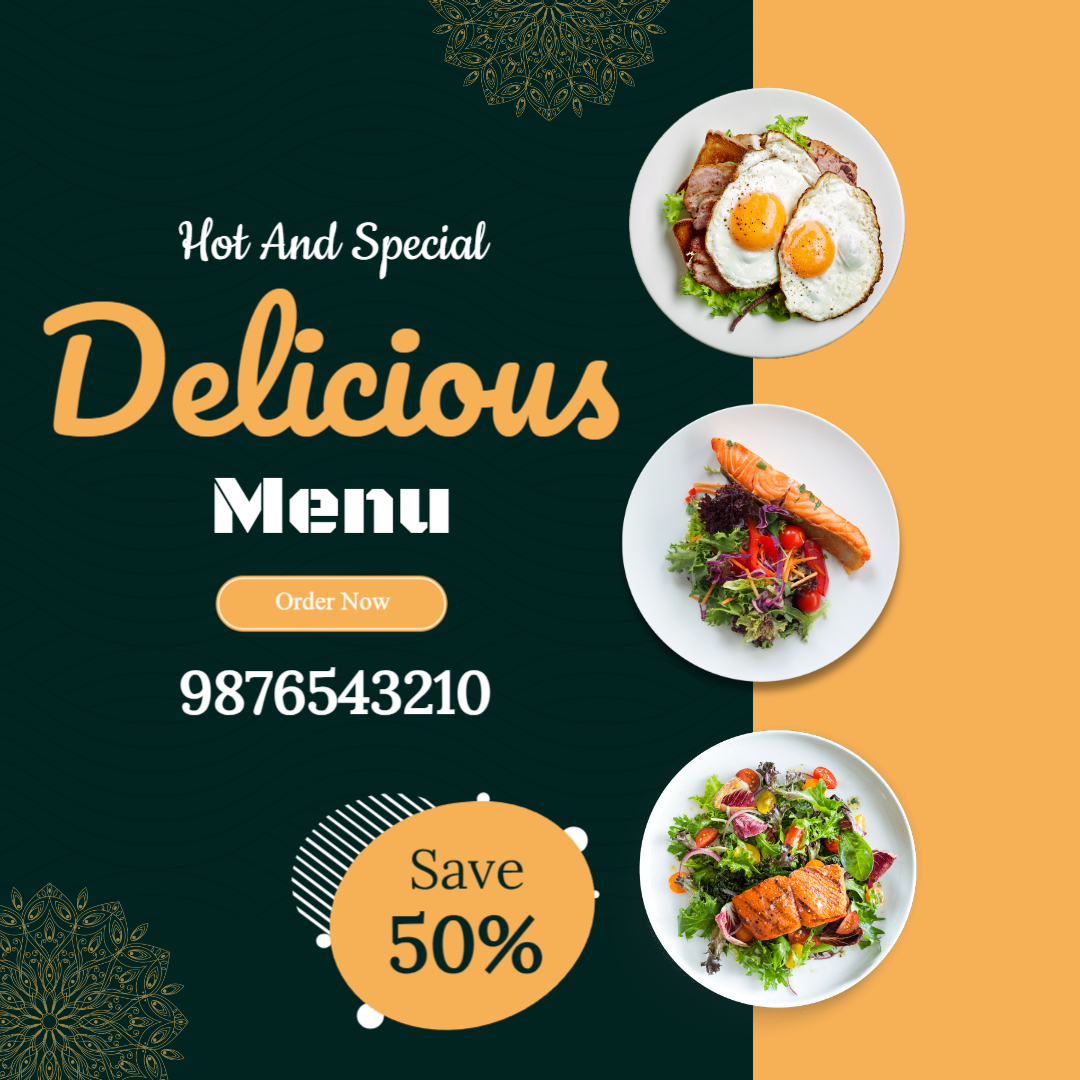 Hot And Special
Delicious
Menu
Order Now
9876543210
Save
50%